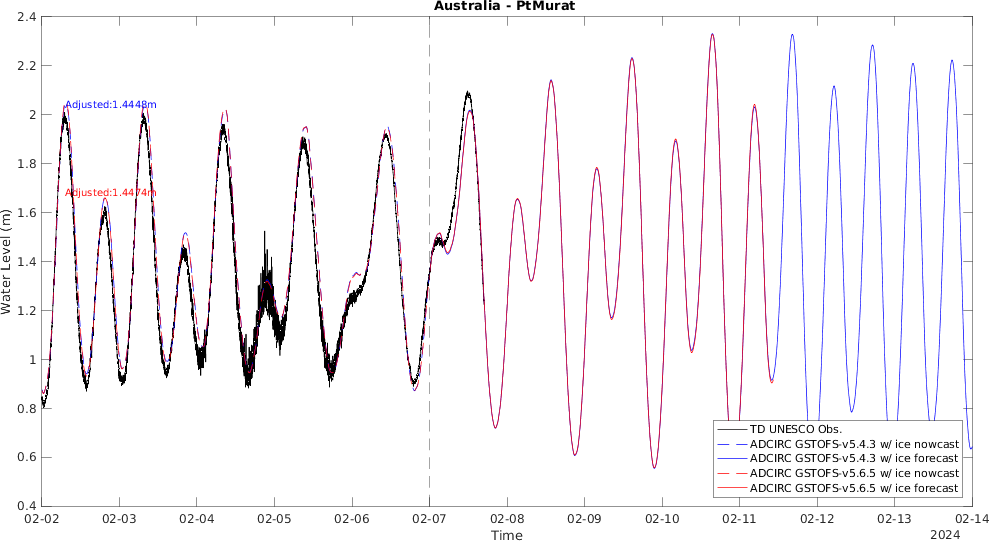 Australia - PtMurat
2.4
2.2
2
1.8
1.6
1.4
1.2
1
0.8
0.6
0.4
Water Level (m)
Adjusted:1.4448m
Adjusted:1.4474m
TD UNESCO Obs.
ADCIRC GSTOFS-v5.4.3 w/ ice nowcast
ADCIRC GSTOFS-v5.4.3 w/ ice forecast
ADCIRC GSTOFS-v5.6.5 w/ ice nowcast
ADCIRC GSTOFS-v5.6.5 w/ ice forecast
02-02 02-03 02-04 02-05 02-06 02-07 02-08 02-09 02-10 02-11 02-12 02-13 02-14
Time
2024